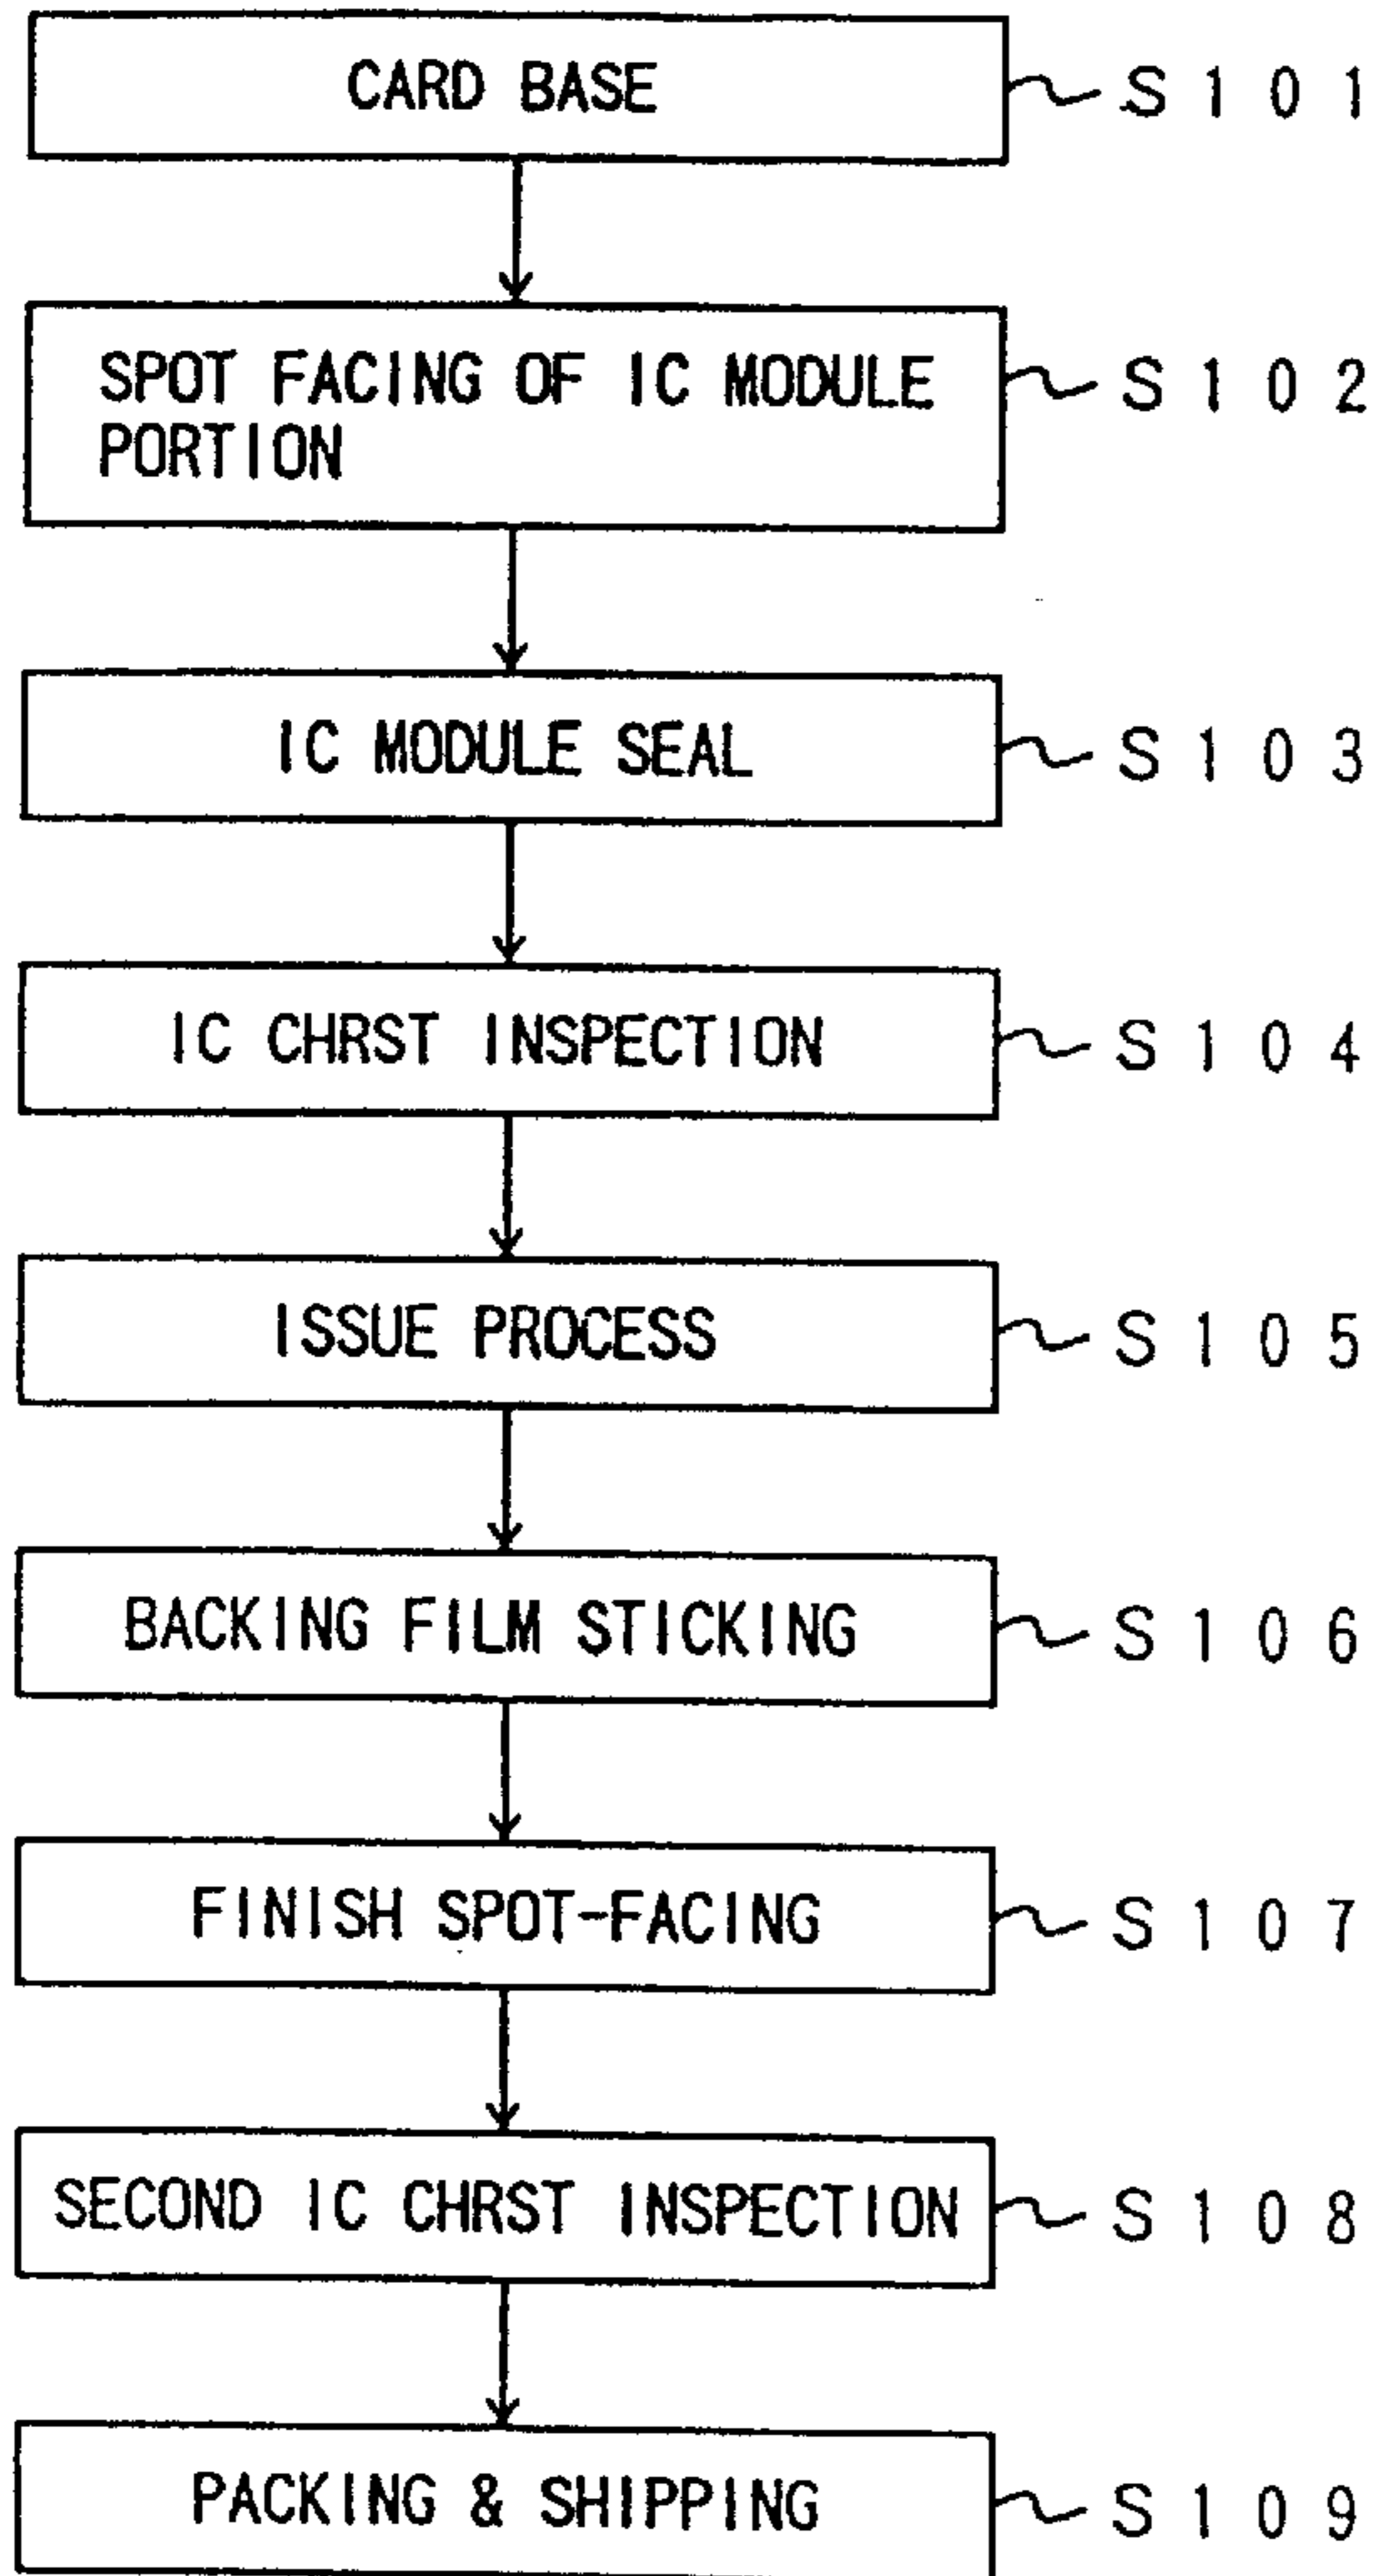 CARD BASE
S101
SPOT FACING OF IC MODULE
PORTION
S102
IC MODULE SEAL
S103
IC CHRST INSPECTION
S104
ISSUE PROCESS
S105
BACKING FILM STICKING
S106
FINISH SPOT-FACING
S107
SECOND IC CHRST INSPECTION
S108
PACKING & SHIPPING
S109